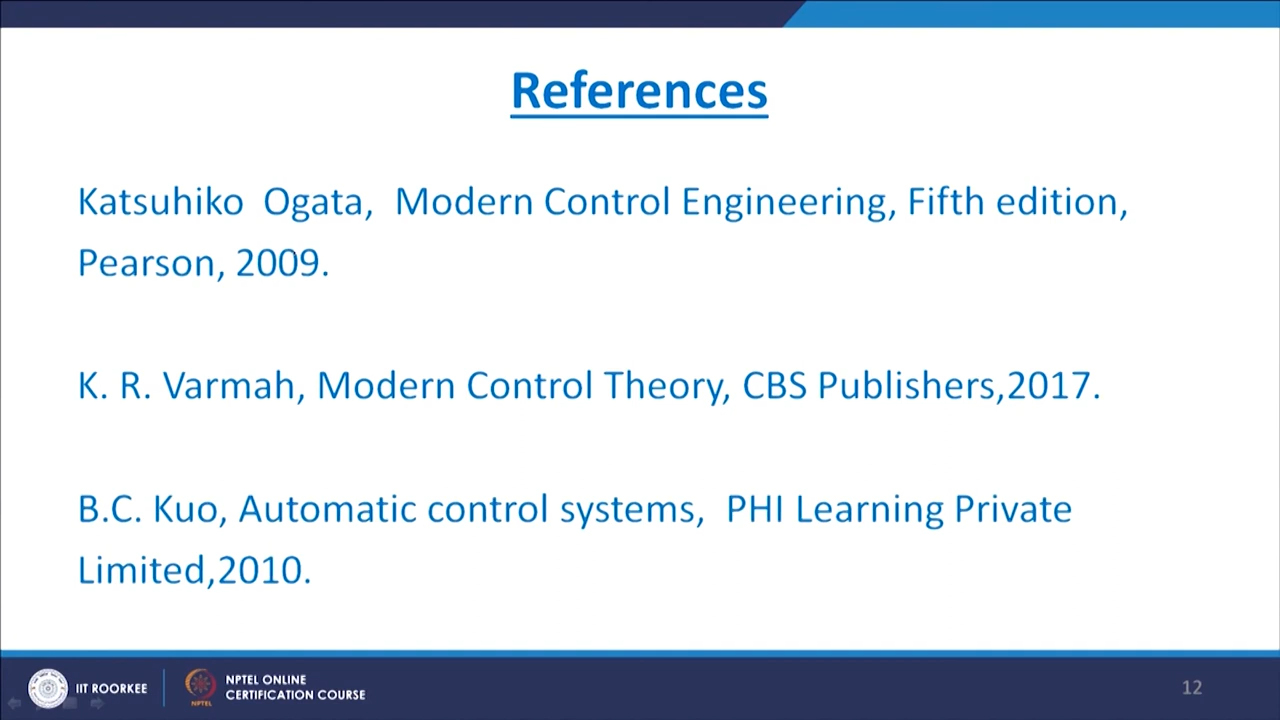 References
Katsuhiko Ogata, Modern Control Engineering, Fifth edition,
Pearson, 2009.
K. R. Varmah, Modern Control Theory, CBS Publishers,2017.
B.C. Kuo, Automatic control systems, PHI Learning Private
Limited,2010.
IIT ROORKEE
NPTEL
NPTEL ONLINE
CERTIFICATION COURSE
12